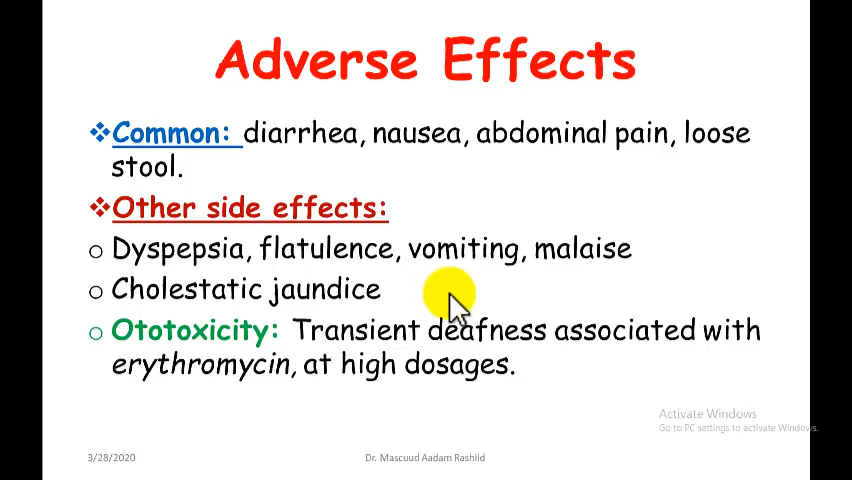 Adverse Effects
❖Common: diarrhea, nausea, abdominal pain, loose
stool.
❖Other side effects:
o Dyspepsia, flatulence, vomiting, malaise
o Cholestatic jaundice
o Ototoxicity: Transient deafness associated with
erythromycin, at high dosages.
Activate Windows
Go to PC settings to activate Windows.
3/28/2020
Dr. Mascuud Aadam Rashiid